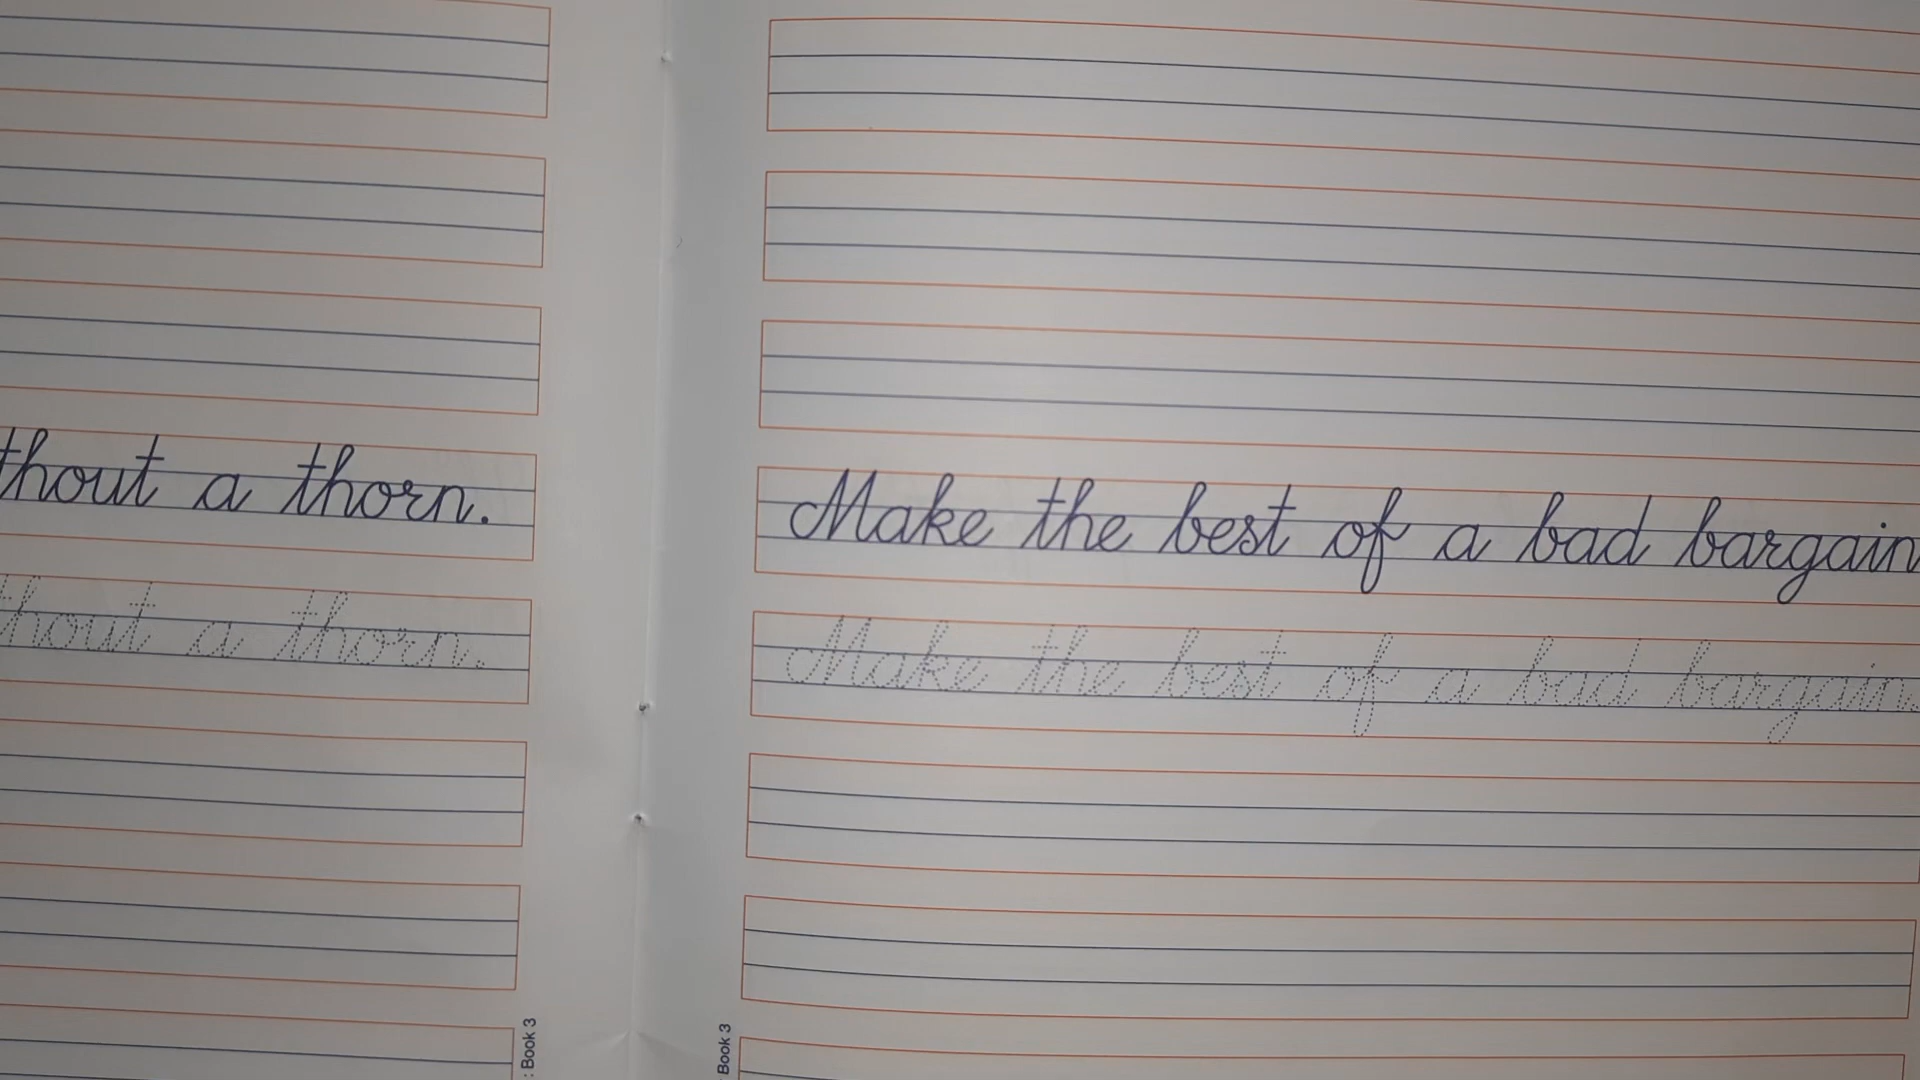 thout a thorn.
thout a thorn.
: Book 3
Make the best of a bad bargain
Make the best of a bad bargain
Book 3